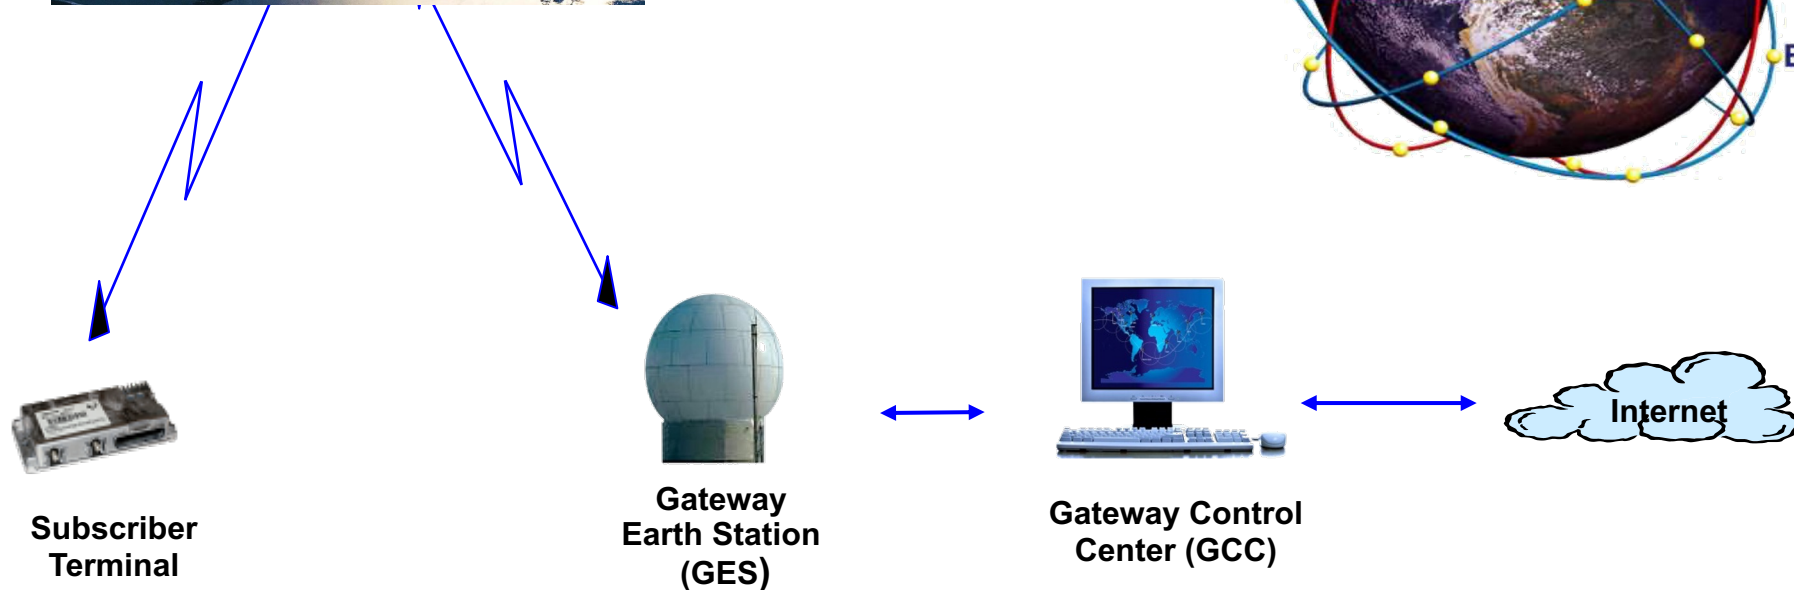 Internet
Gateway
Earth Station
(GES)
Gateway Control
Center (GCC)
Subscriber
Terminal